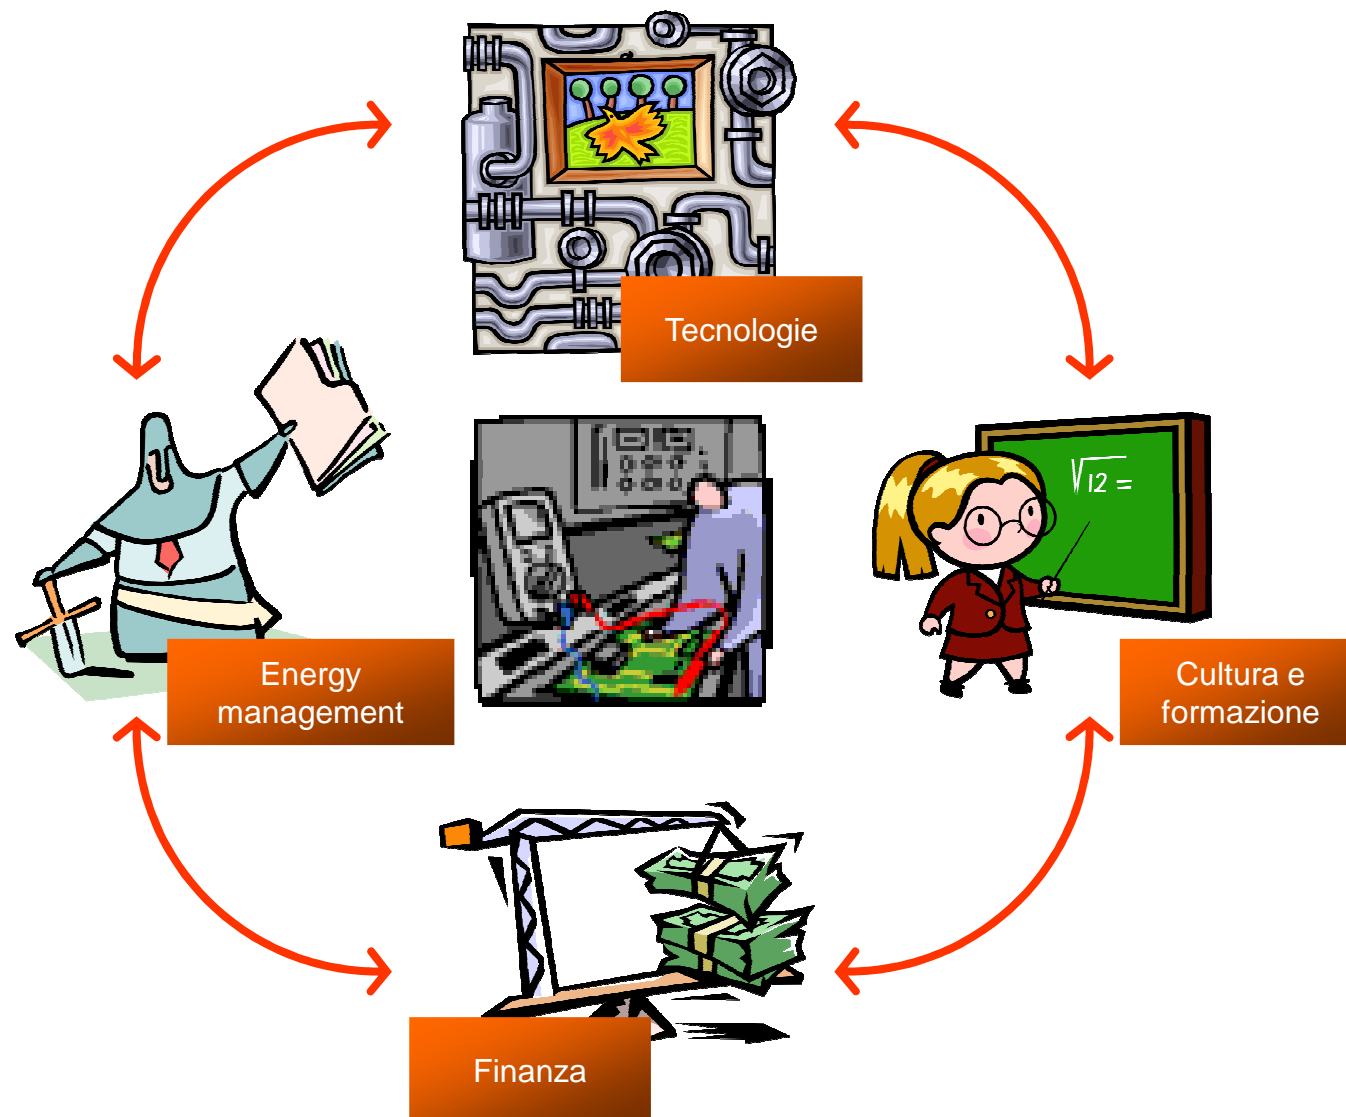 Tecnologie
√12 =
Energy
management
Cultura e
formazione
Finanza